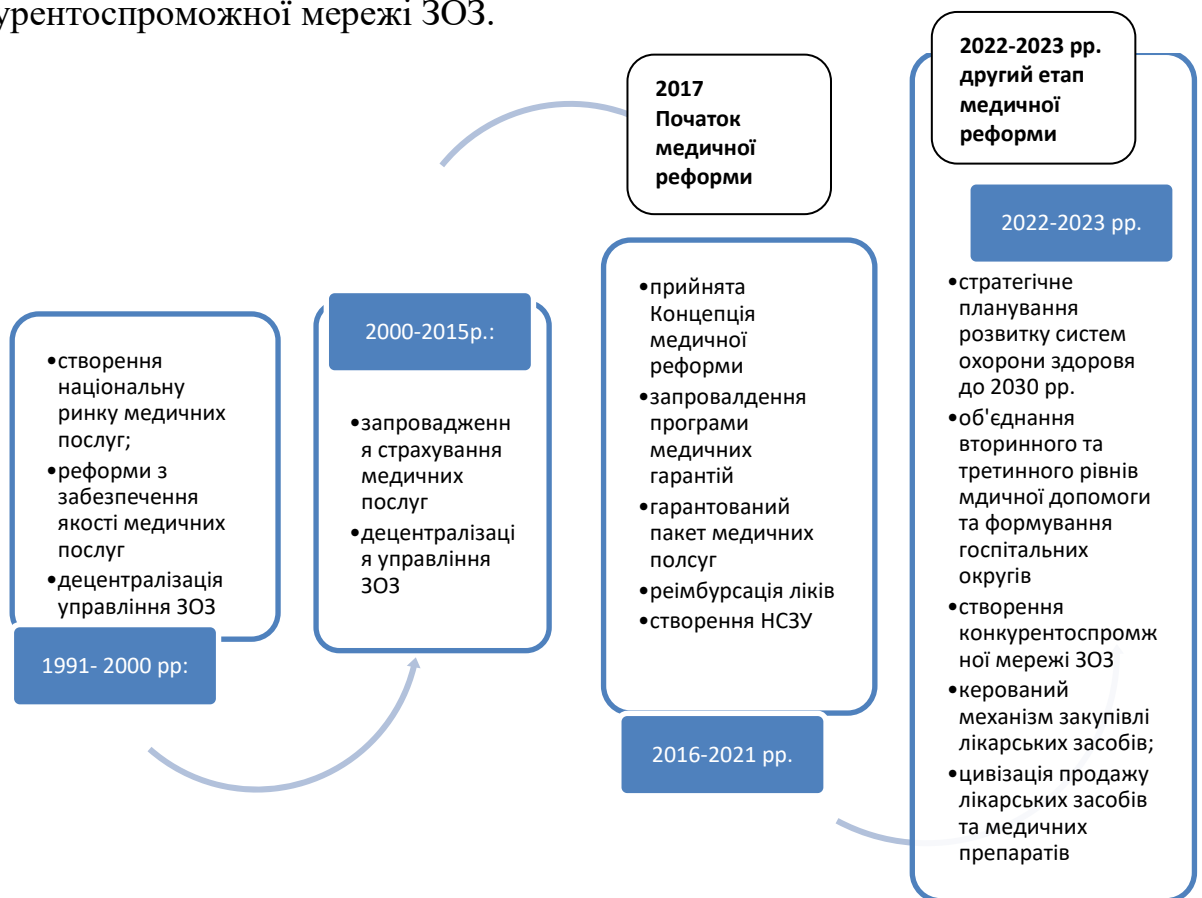 урентоспроможної мережі ЗОЗ.
•створення
національну
ринку медичних
послуг;
•реформи з
забезпечення
якості медичних
послуг
•децентралізація
управління ЗОЗ
1991- 2000 рр:
2000-2015р.:
•запровадженн
я страхування
медичних
послуг
•децентралізаці
я управління
ЗОЗ
2017
Початок
медичної
реформи
•прийнята
Концепція
медичної
реформи
•запровалдення
програми
медичних
гарантій
•гарантований
пакет медичних
полсуг
•реімбурсація ліків
•створення НСЗУ
2016-2021 рр.
2022-2023 рр.
другий етап
медичної
реформи
2022-2023 рр.
•стратегічне
планування
розвитку систем
охорони здоровя
до 2030 рр.
•об'єднання
вторинного та
третинного рівнів
мдичної допомоги
та формування
госпітальних
округів
•створення
конкурентоспромж
ної мережі ЗОЗ
•керований
механізм закупівлі
лікарських засобів;
•цивізація продажу
лікарських засобів
та медичних
препаратів